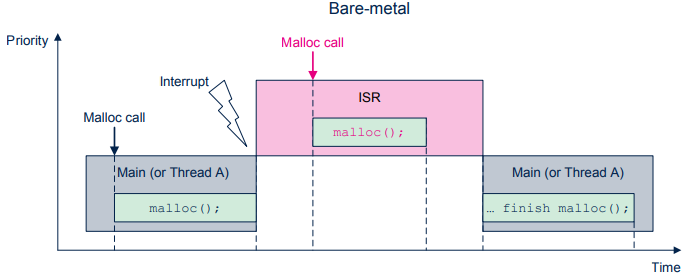 Bare-metal
Priority
Malloc call
Interrupt
ISR
Malloc call
malloc();
Main (or Thread A)
Main (or Thread A)
malloc();
… finish malloc();
Time